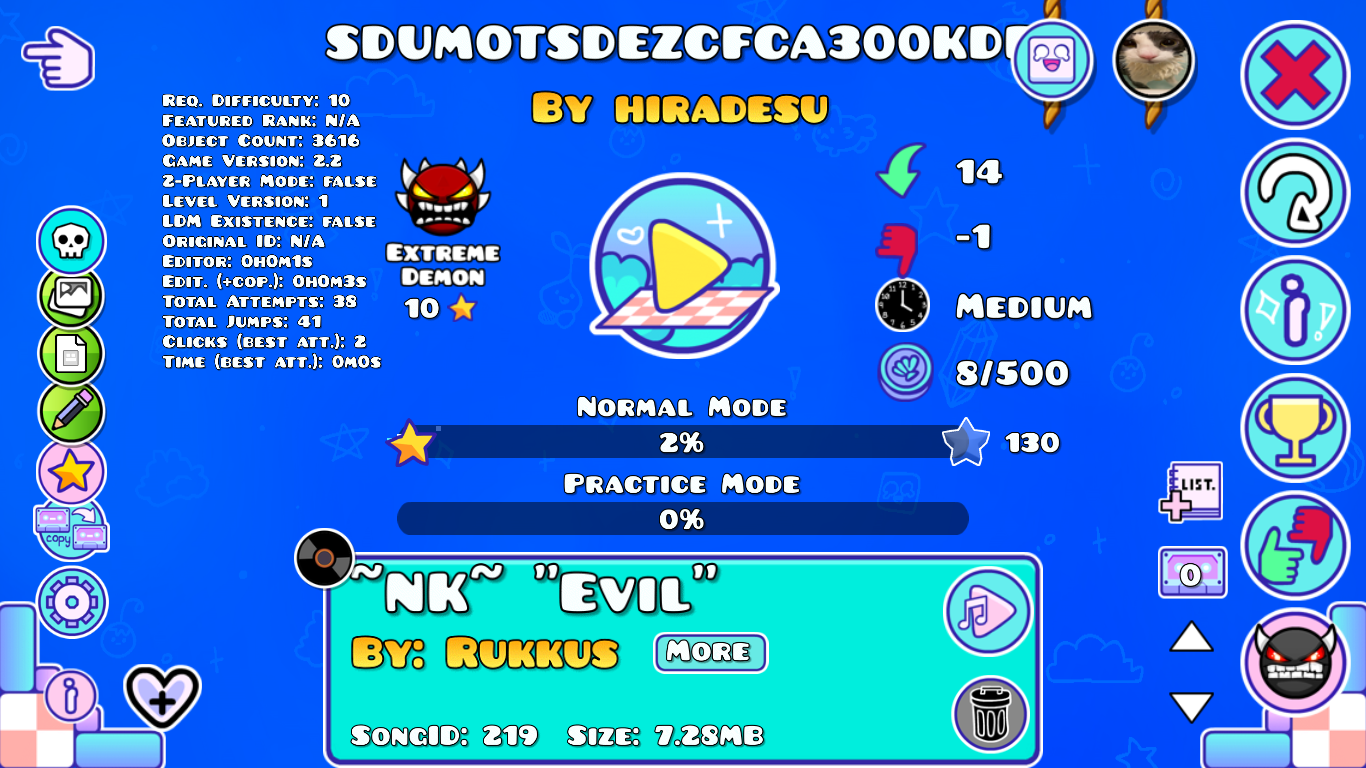 SDUMOTSDEZCFCA300KD
By hiradesu
Req. Difficulty: 10
Featured Rank: N/A
Object Count: 3616
Game Version: 2.2
2-Player Mode: false
Level Version: 1
LDM Existence: false
Original ID: N/A
Editor: 0h0m1s
Edit. (+cop.): 0h0m3s
Total Attempts: 38
Total Jumps: 41
Clicks (best att.): 2
Time (best att.): 0m0s
Extreme
Demon
10
14
-1
Medium
8/500
Normal Mode
2%
130
Practice Mode
0%
LIST.
copy
0
~NK~ "Evil"
By: Rukkus
More
SongID: 219 Size: 7.28MB